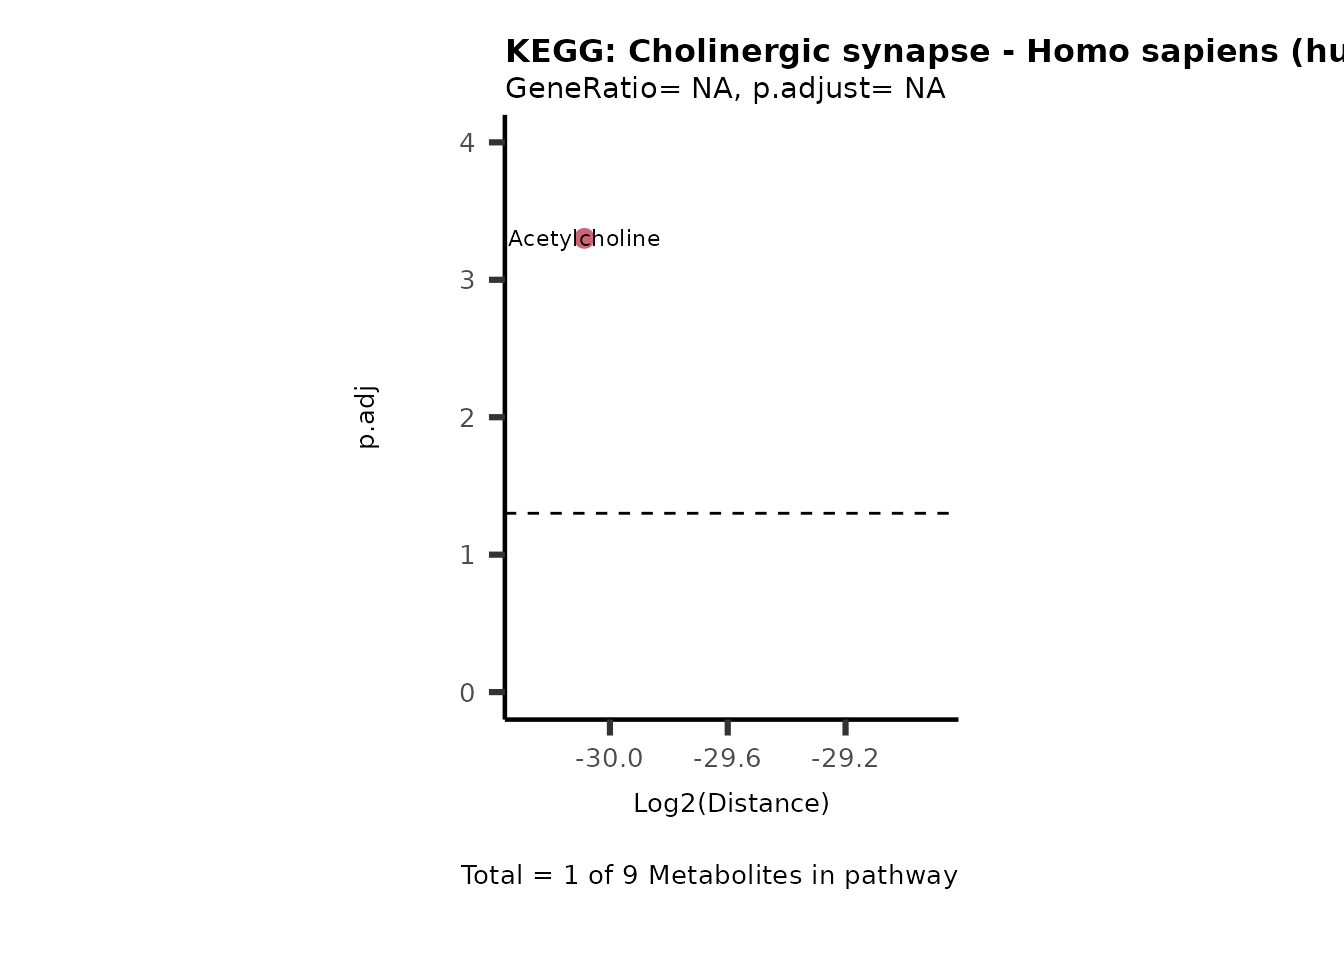 KEGG: Cholinergic synapse - Homo sapiens (hu
GeneRatio= NA, p.adjust= NA
4
Acetylcholine
3
p.adj
2
1
0
-30.0 -29.6 -29.2
Log2(Distance)
Total = 1 of 9 Metabolites in pathway